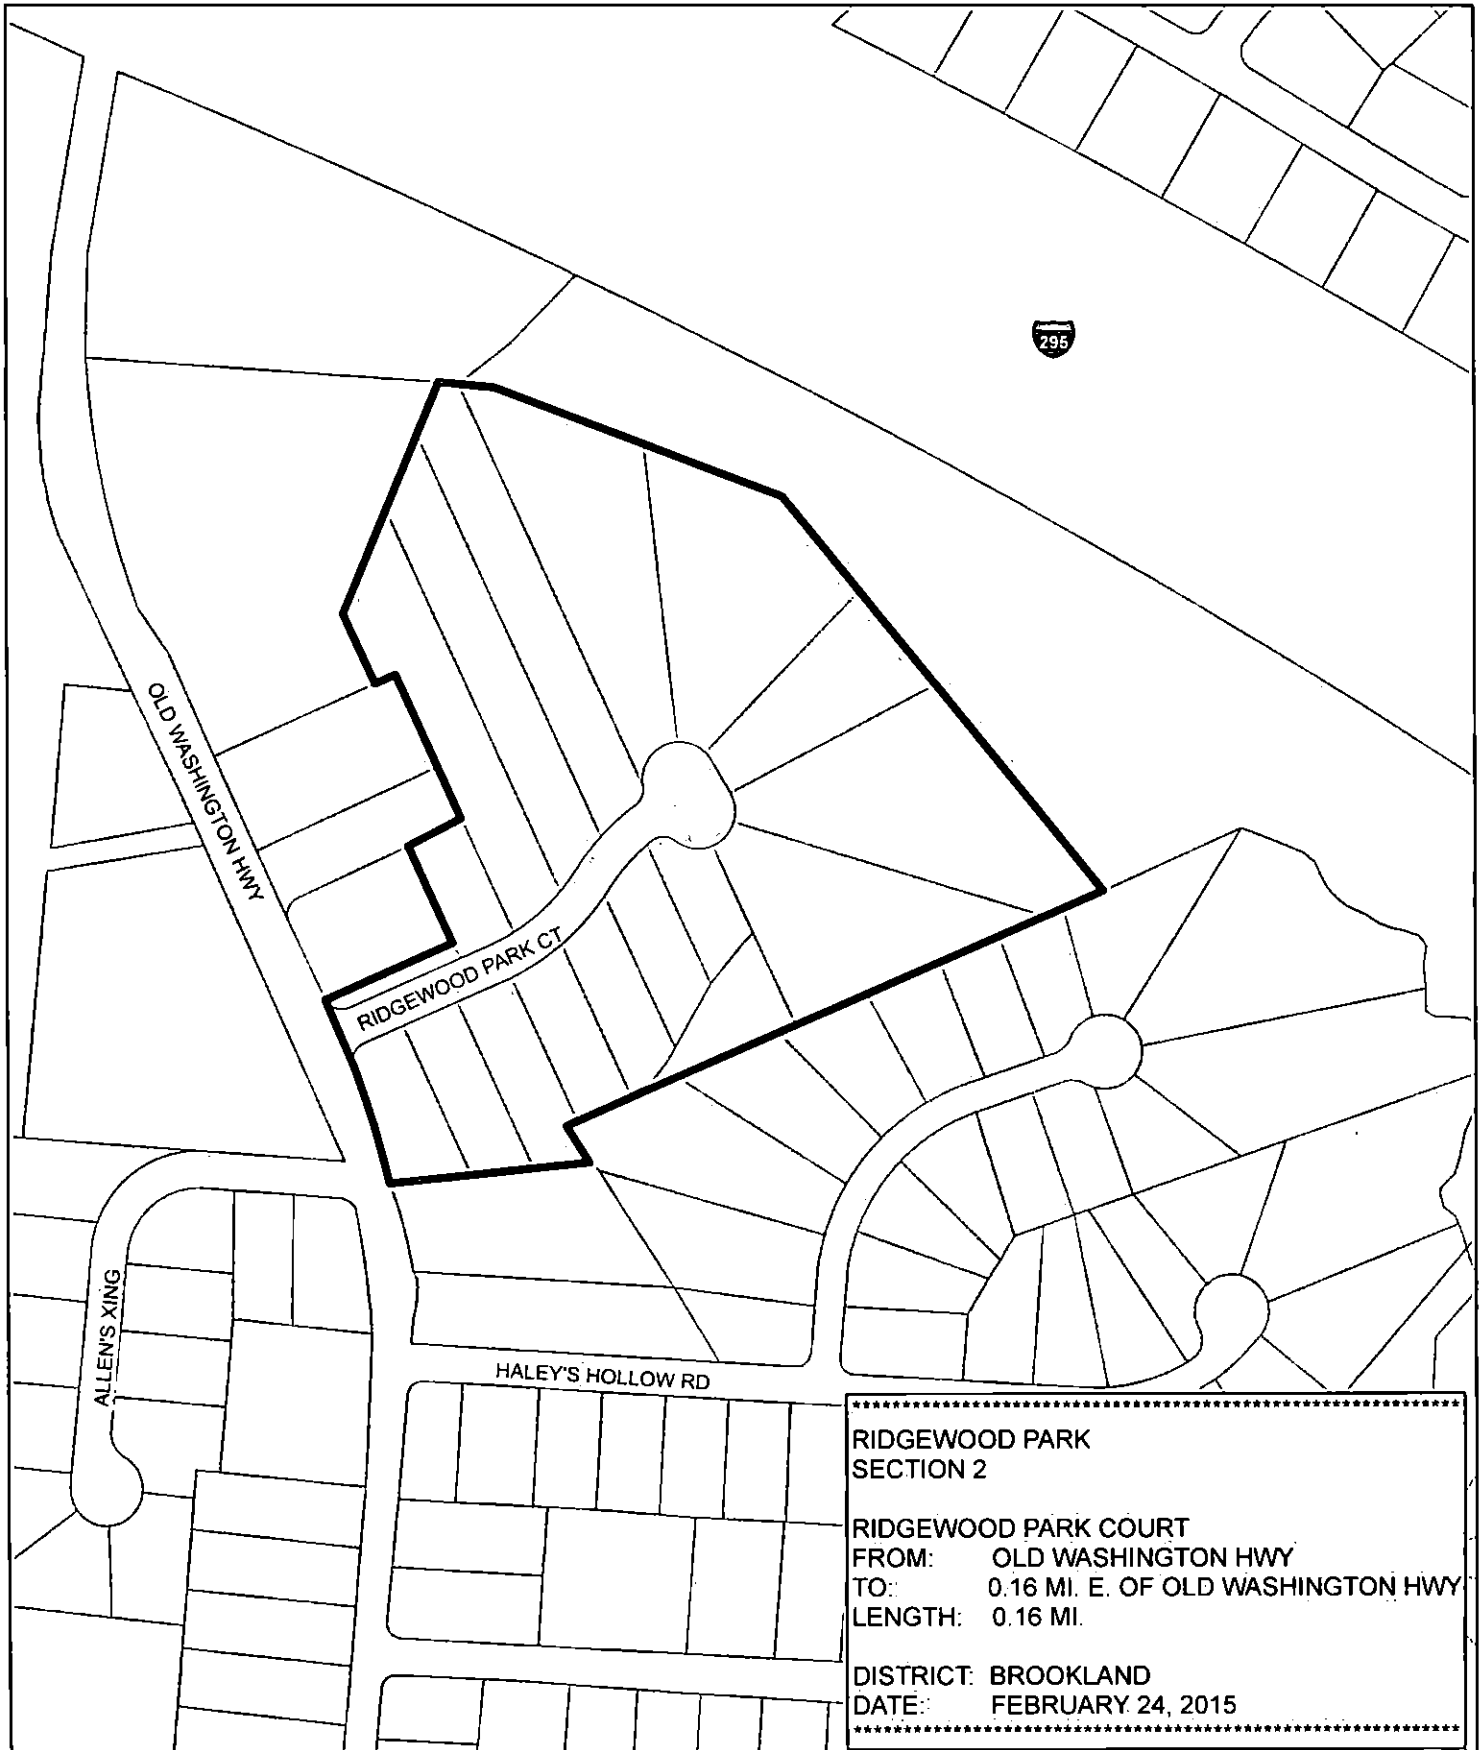 295
OLD WASHINGTON HWY
RIDGEWOOD PARK CT
ALLEN'S XING
HALEY'S HOLLOW RD
RIDGEWOOD PARK
SECTION 2
RIDGEWOOD PARK COURT
FROM: OLD WASHINGTON HWY
TO: 0.16 MI. E. OF OLD WASHINGTON HWY
LENGTH: 0.16 MI.
DISTRICT: BROOKLAND
DATE: FEBRUARY 24, 2015